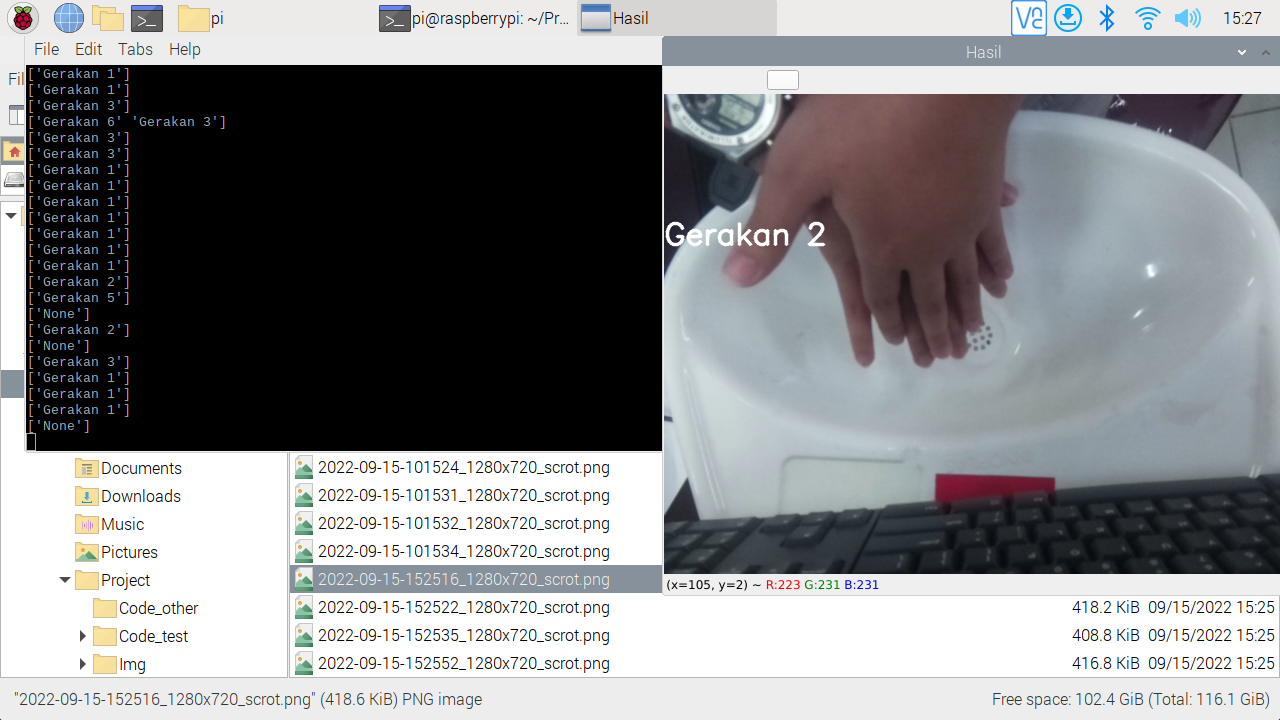 pi
pi@raspberrypi: ~/Pr...
Hasil
15:27
File Edit Tabs Help
Hasil
Fil
['Gerakan 1']
['Gerakan 1']
['Gerakan 3']
['Gerakan 6' 'Gerakan 3']
['Gerakan 3']
['Gerakan 3']
['Gerakan 1']
['Gerakan 1']
['Gerakan 1']
['Gerakan 1']
['Gerakan 1']
['Gerakan 1']
['Gerakan 1']
['Gerakan 2']
['Gerakan 5']
['None']
['Gerakan 2']
['None']
['Gerakan 3']
['Gerakan 1']
['Gerakan 1']
['Gerakan 1']
['None']
Gerakan 2
(x=105, y=2) ~ R:223 G:231 B:231
Documents
Downloads
Music
Pictures
Project
Code_other
Code_test
Img
2022-09-15-101524_1280x720_scrot.png
2022-09-15-101531_1280x720_scrot.png
2022-09-15-101532_1280x720_scrot.png
2022-09-15-101534_1280x720_scrot.png
2022-09-15-152516_1280x720_scrot.png
2022-09-15-152522_1280x720_scrot.png 418.2 KiB 09/15/2022 15:25
2022-09-15-152535_1280x720_scrot.png 408.8 KiB 09/15/2022 15:25
2022-09-15-152552_1280x720_scrot.png 416.8 KiB 09/15/2022 15:25
"2022-09-15-152516_1280x720_scrot.png" (418.6 KiB) PNG image
Free space: 102.4 GiB (Total: 116.1 GiB)